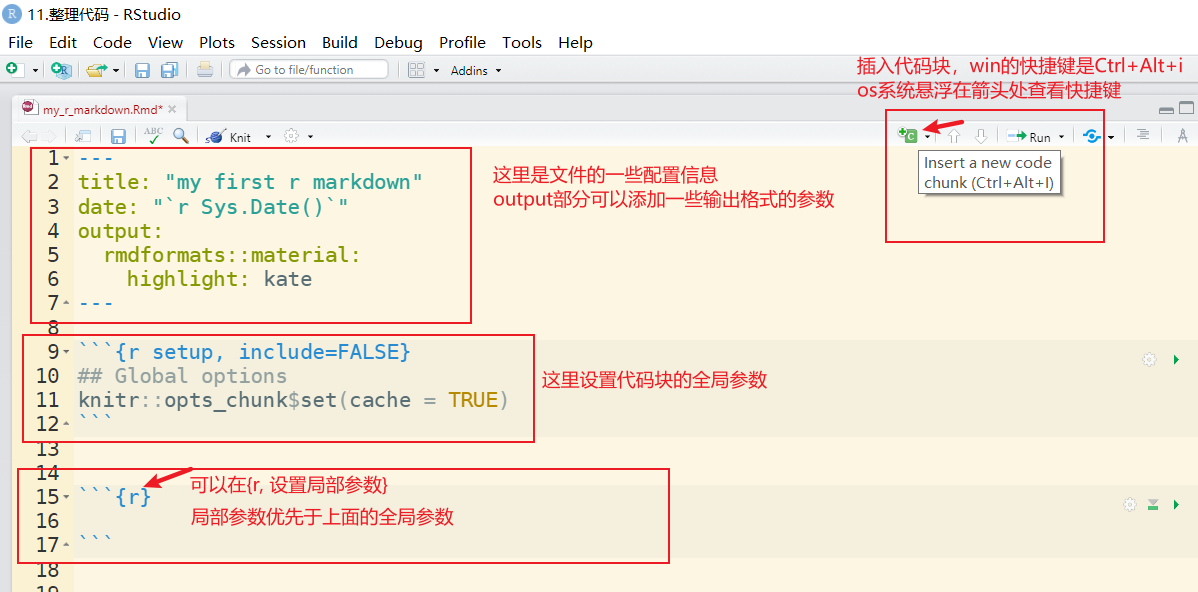 11.整理代码 - RStudio
File Edit Code View Plots Session Build Debug Profile Tools Help
Go to file/function Addins
插入代码块，win的快捷键是Ctrl+Alt+i
os系统悬浮在箭头处查看快捷键
my_r_markdown.Rmd*
ABC Knit Run
Insert a new code
chunk (Ctrl+Alt+I)
1 ---
2 title: "my first r markdown"
3 date: "`r Sys.Date()`"
4 output:
5 rmdformats::material:
6 highlight: kate
7 ---
这里是文件的一些配置信息
output部分可以添加一些输出格式的参数
8
9 ```{r setup, include=FALSE}
10 ## Global options
11 knitr::opts_chunk$set(cache = TRUE)
12 ```
这里设置代码块的全局参数
13
14
15 ```{r}
可以在{r, 设置局部参数}
16
局部参数优先于上面的全局参数
17 ```
18
19